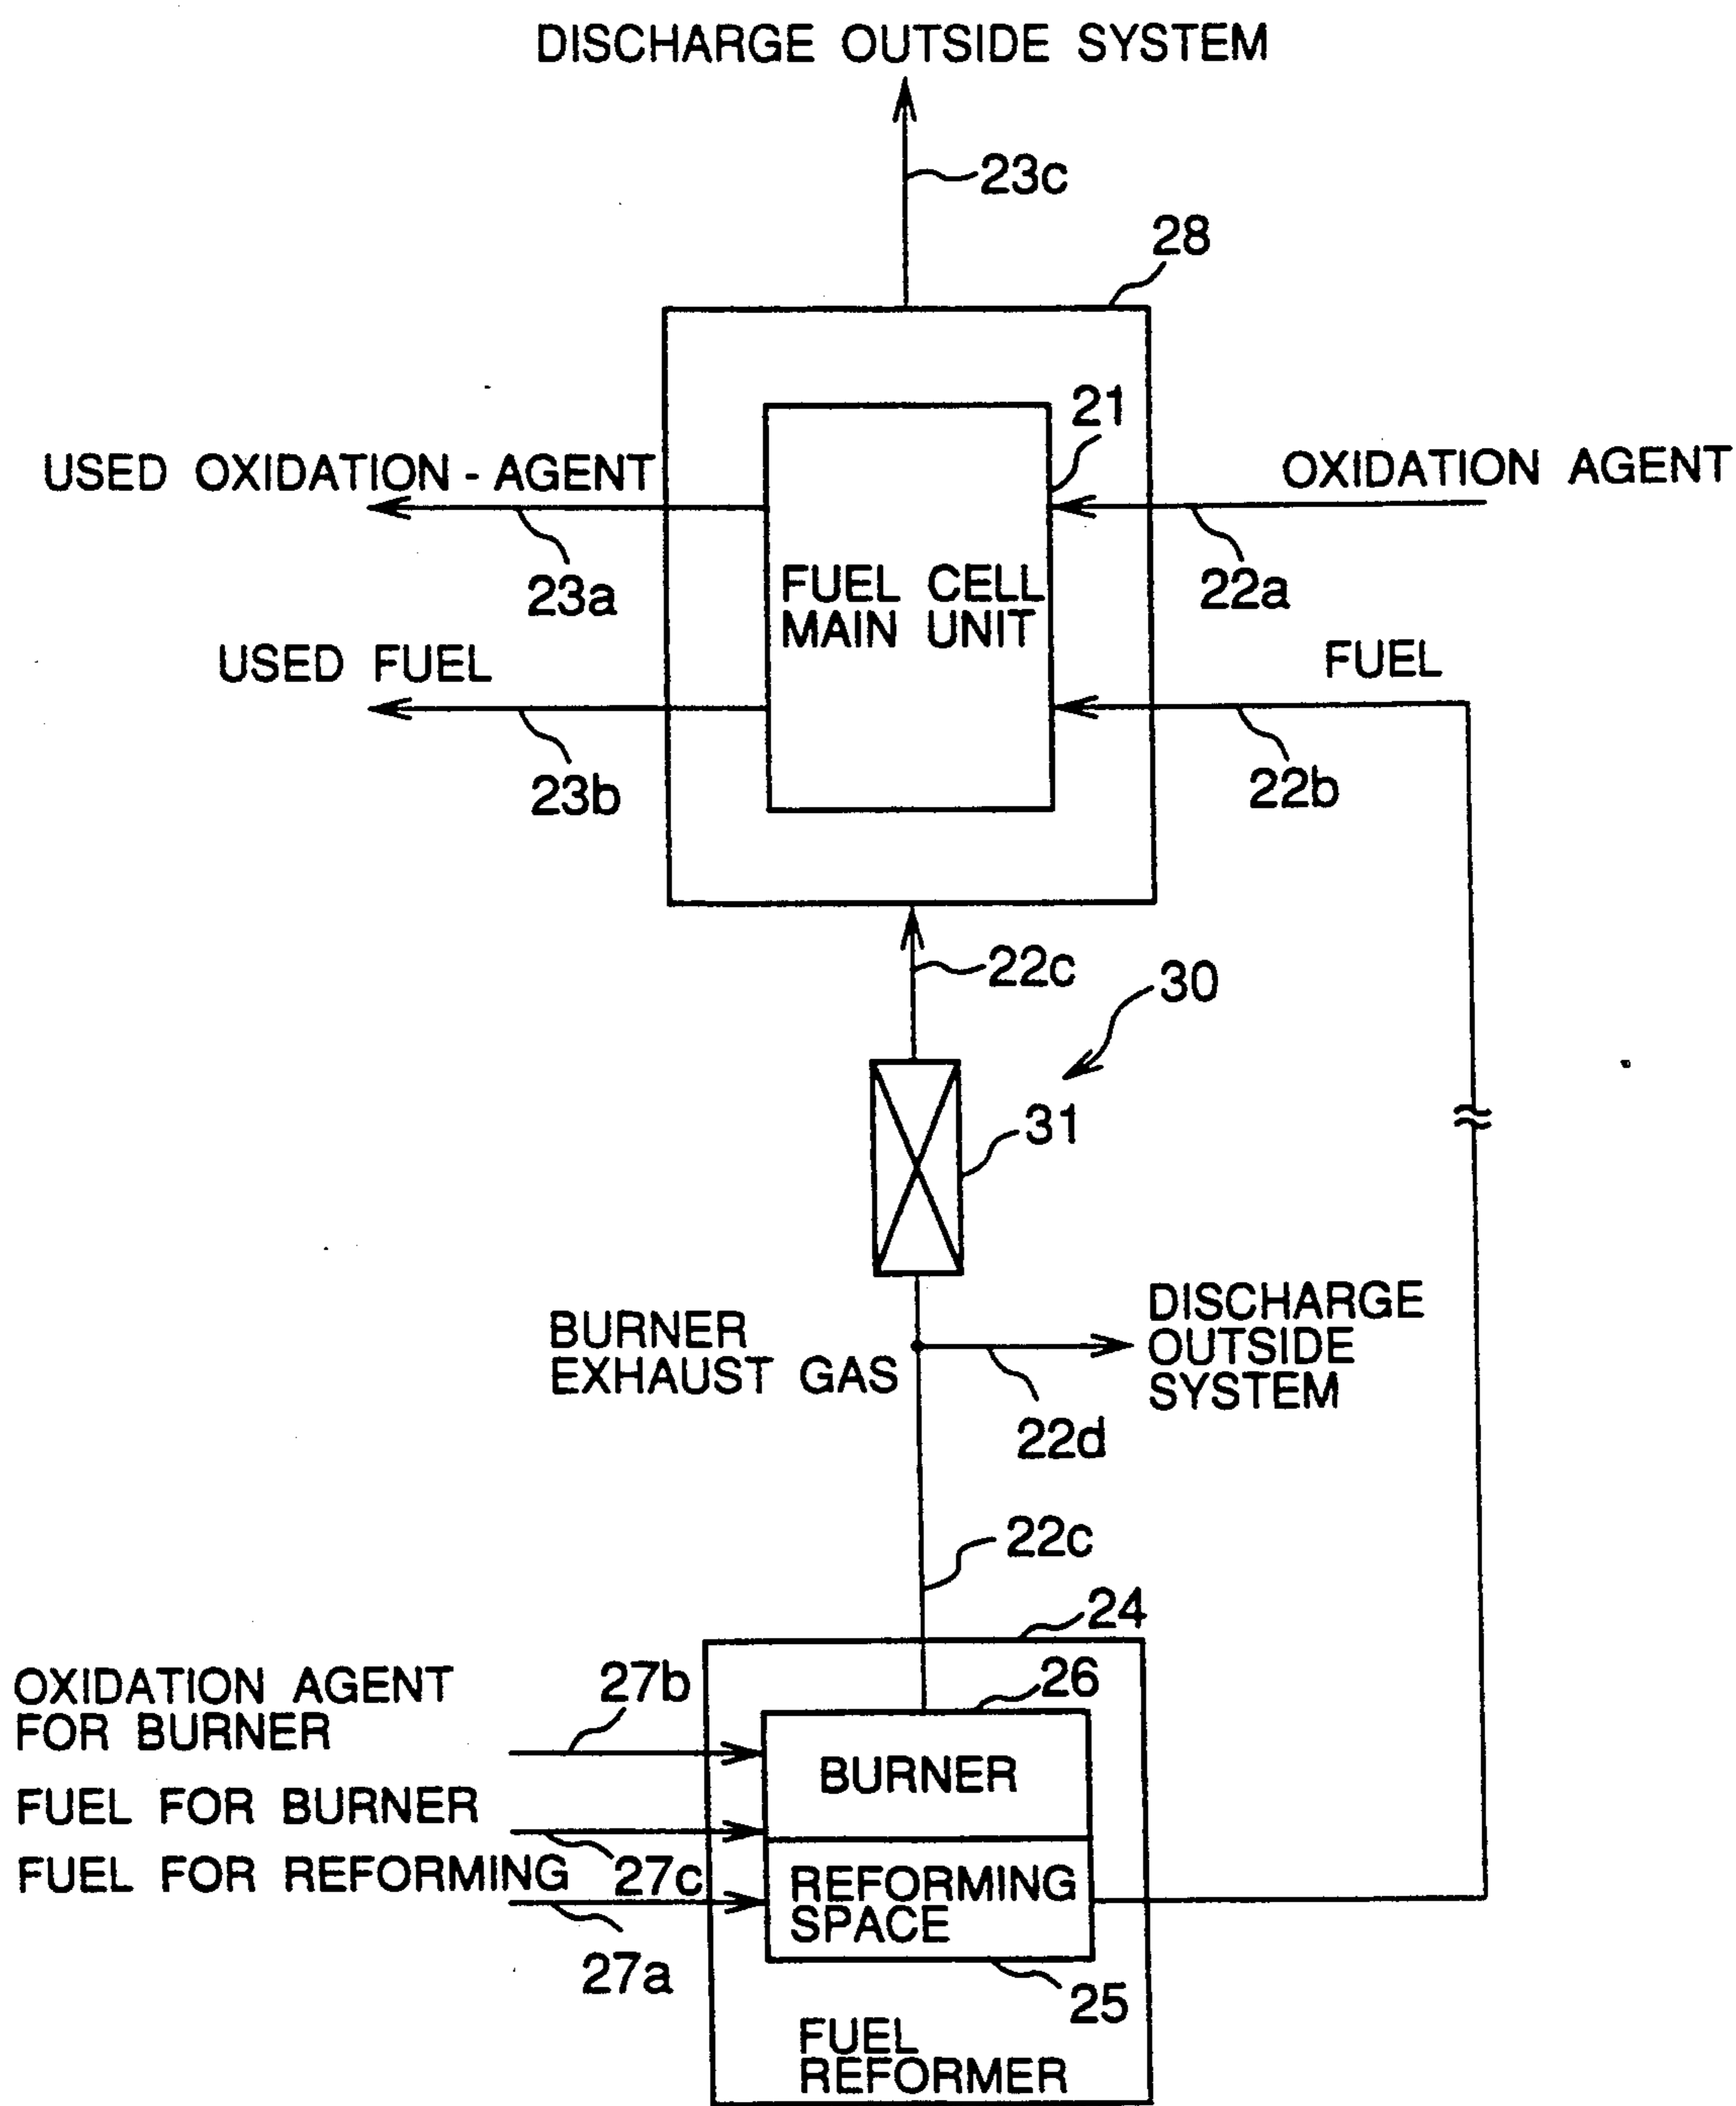 DISCHARGE OUTSIDE SYSTEM
23c
28
21
USED OXIDATION - AGENT
OXIDATION AGENT
23a
FUEL CELL
MAIN UNIT
22a
USED FUEL
FUEL
23b
22b
22c
30
31
BURNER
EXHAUST GAS
DISCHARGE
OUTSIDE
SYSTEM
22d
22c
24
OXIDATION AGENT
FOR BURNER
27b
26
BURNER
FUEL FOR BURNER
27c
FUEL FOR REFORMING
REFORMING
SPACE
27a
25
FUEL
REFORMER